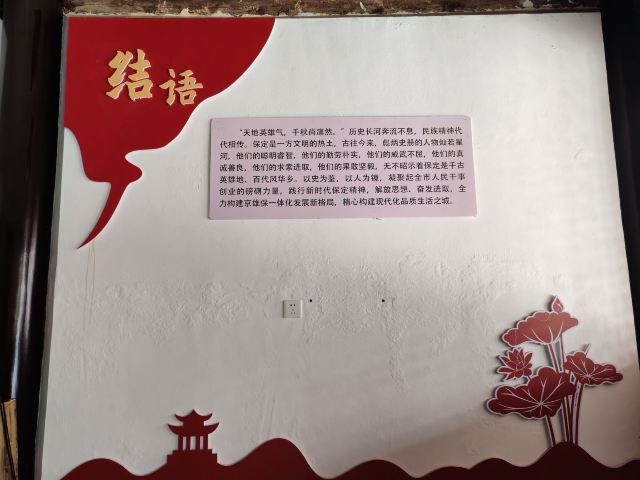 结语
“天地英雄气，千秋尚凛然。”历史长河奔流不息，民族精神代
代相传。保定是一方文明的热土，古往今来，彪炳史册的人物灿若星
河，他们的聪明睿智，他们的勤劳朴实，他们的威武不屈，他们的真
诚善良，他们的求索进取，他们的果敢坚毅，无不昭示着保定是千古
英雄地、百代风华乡。以史为鉴，以人为镜，凝聚起全市人民干事
创业的磅礴力量，践行新时代保定精神，解放思想、奋发进取，全
力构建京雄保一体化发展新格局，精心构建现代化品质生活之城。